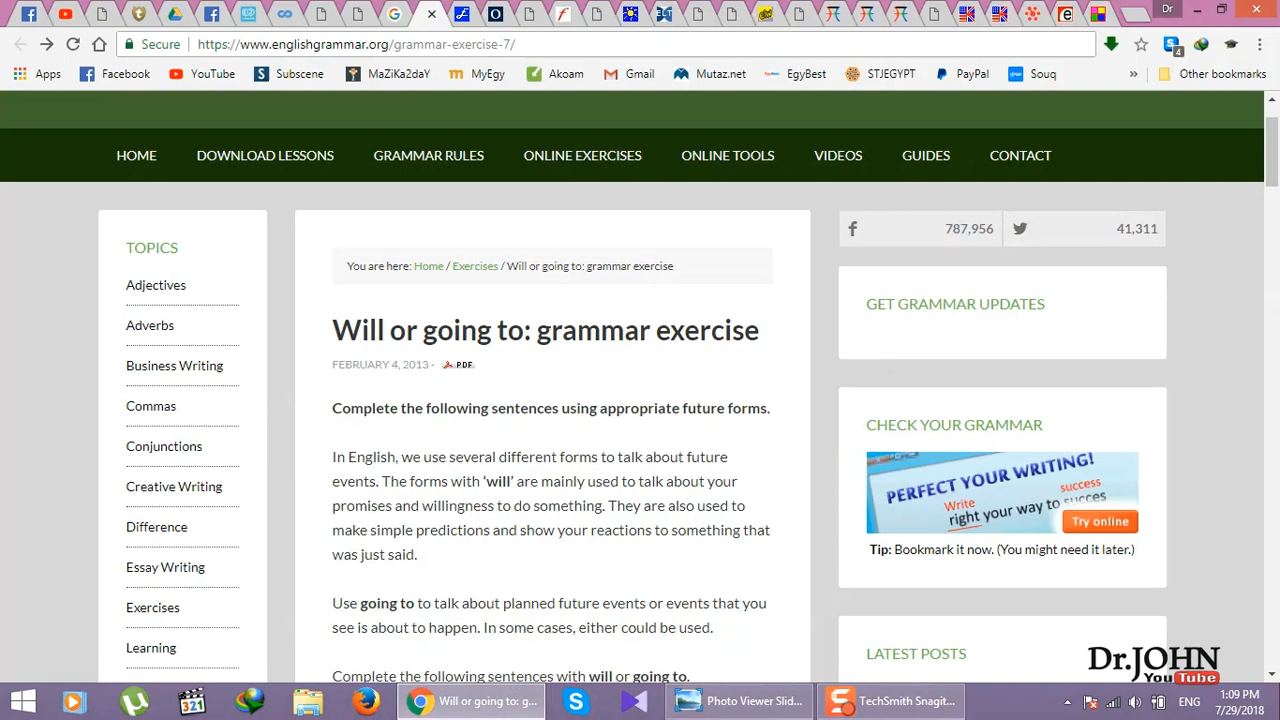 Dr
Secure
https://www.englishgrammar.org/grammar-exercise-7/
4
Apps Facebook YouTube Subscene MaZiKa2daY MyEgy Akoam Gmail Mutaz.net EgyBest STJEGYPT PayPal Souq » Other bookmarks
HOME DOWNLOAD LESSONS GRAMMAR RULES ONLINE EXERCISES ONLINE TOOLS VIDEOS GUIDES CONTACT
TOPICS
Adjectives
Adverbs
Business Writing
Commas
Conjunctions
Creative Writing
Difference
Essay Writing
Exercises
Learning
You are here: Home / Exercises / Will or going to: grammar exercise
Will or going to: grammar exercise
FEBRUARY 4, 2013 - PDF
Complete the following sentences using appropriate future forms.
In English, we use several different forms to talk about future
events. The forms with ‘will’ are mainly used to talk about your
promises and willingness to do something. They are also used to
make simple predictions and show your reactions to something that
was just said.
Use going to to talk about planned future events or events that you
see is about to happen. In some cases, either could be used.
Complete the following sentences with will or going to.
787,956
41,311
GET GRAMMAR UPDATES
CHECK YOUR GRAMMAR
PERFECT YOUR WRITING!
Write success
right your way to succes
Try online
Tip: Bookmark it now. (You might need it later.)
LATEST POSTS
Dr.JOHN
YouTube
321
Will or going to: g...
Photo Viewer Slid...
TechSmith Snagit...
ENG
1:09 PM
7/29/2018